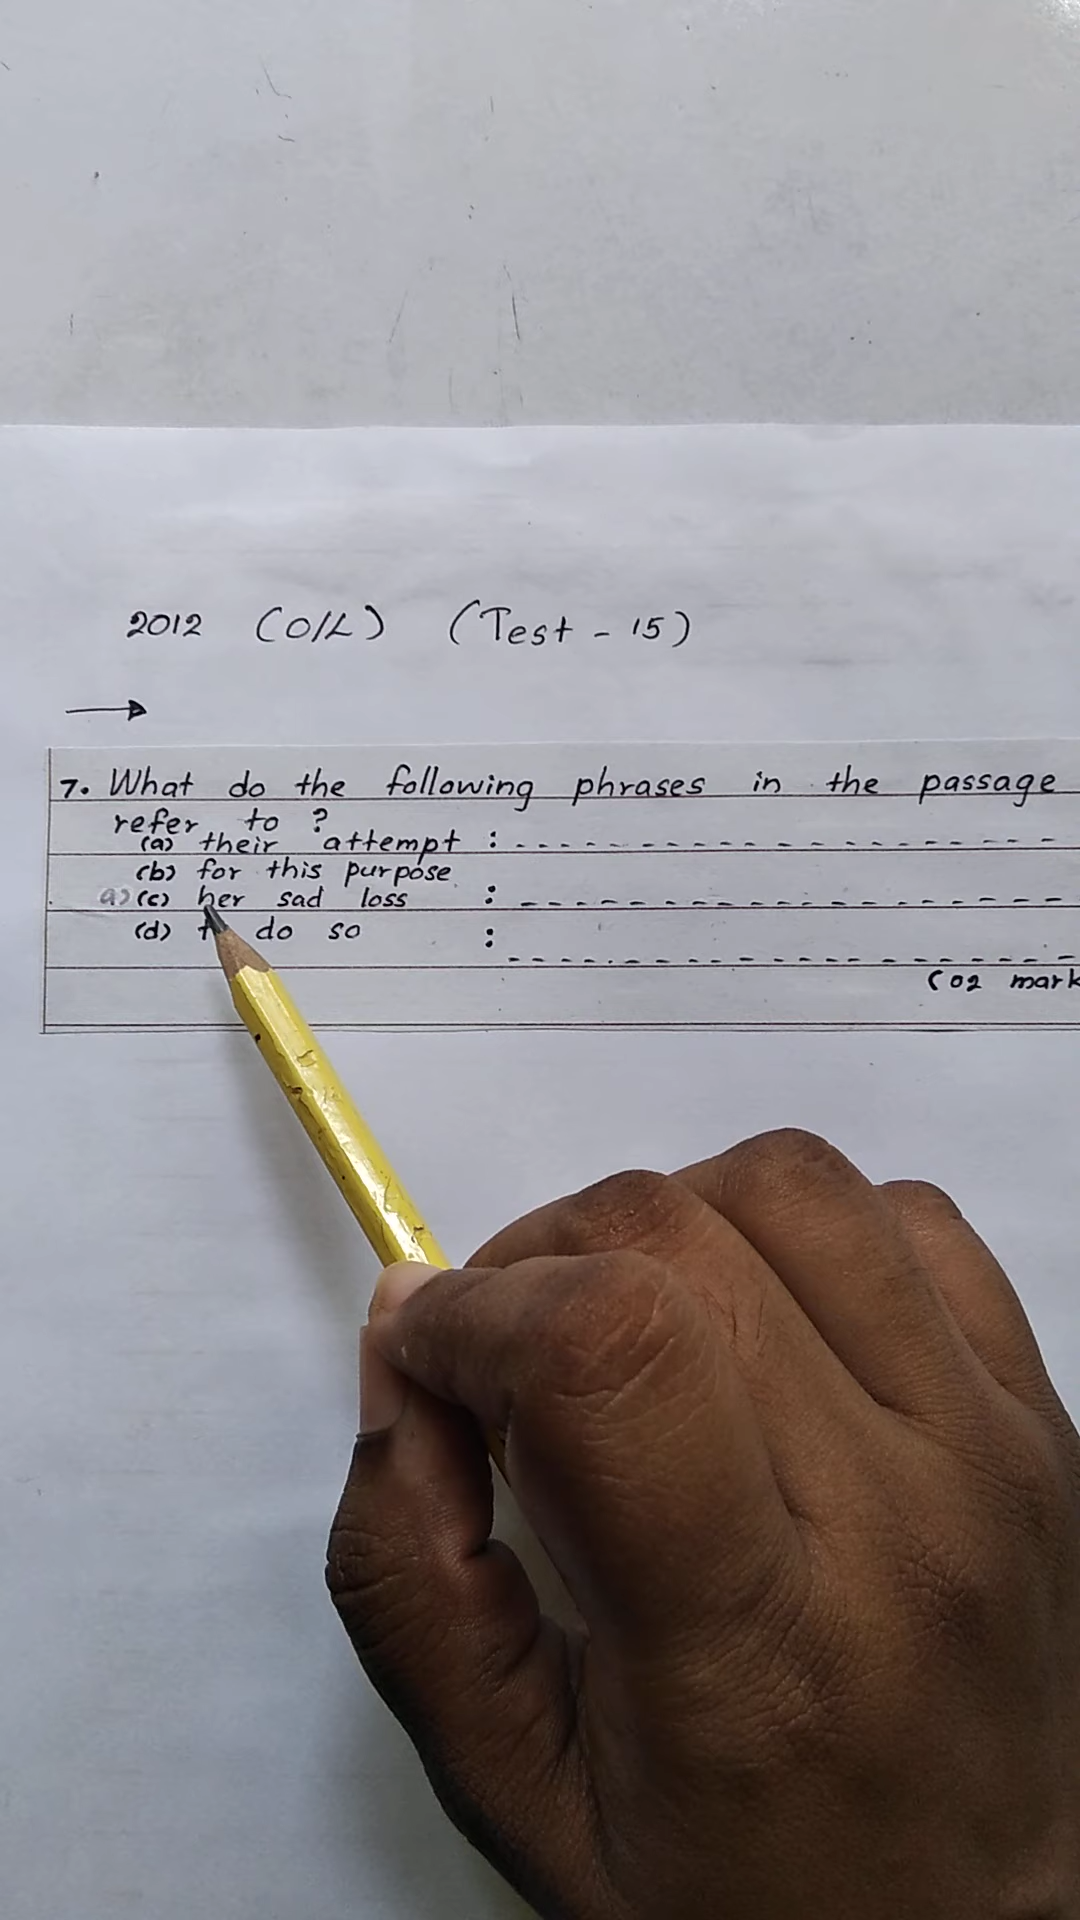 2012 (O/L) (Test - 15)
7. What do the following phrases in the passage
refer to ?
(a) their attempt : - - - - - - - - - - - - - - - - - - - -
(b) for this purpose
a) (c) her sad loss : - - - - - - - - - - - - - - - - - - - -
(d) do so : - - - - - - - - - - - - - - - - - - - -
(02 mark